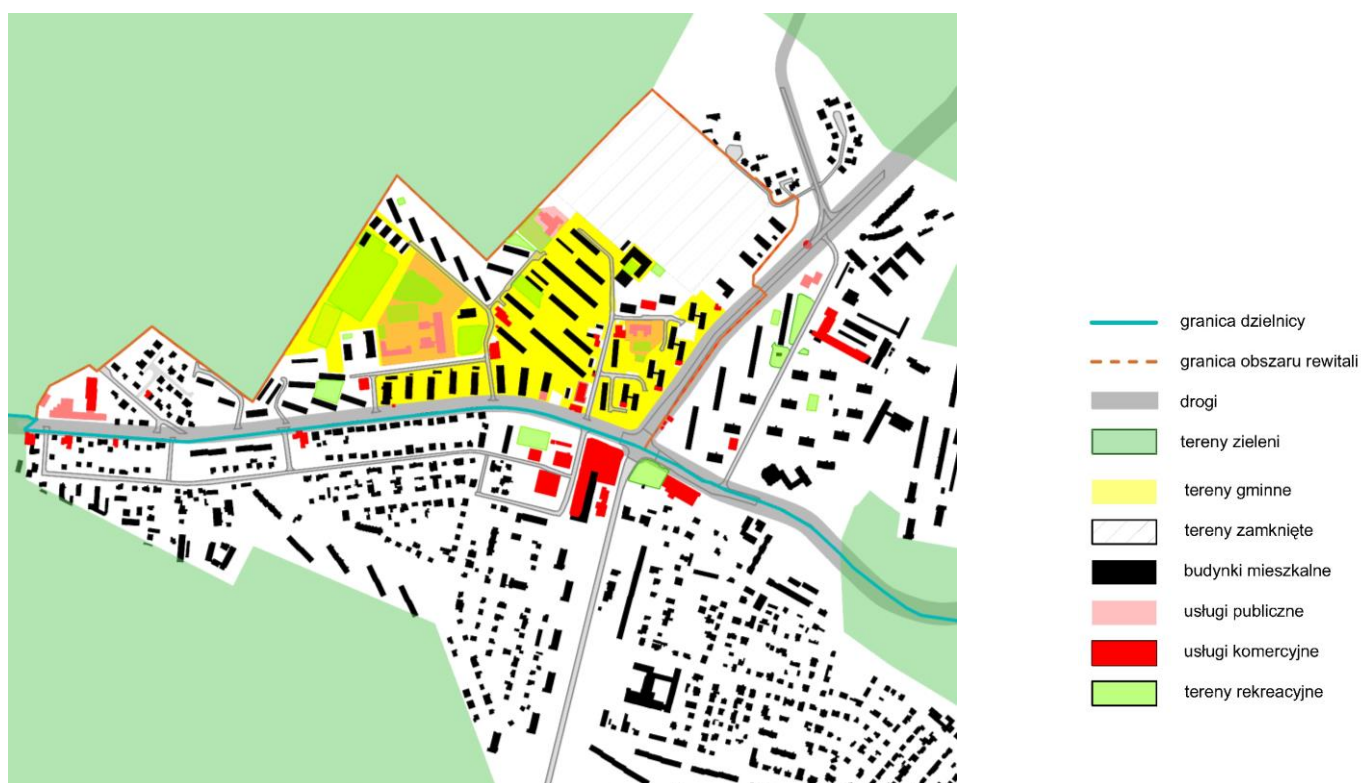 granica dzielnicy
granica obszaru rewitali
drogi
tereny zieleni
tereny gminne
tereny zamknięte
budynki mieszkalne
usługi publiczne
usługi komercyjne
tereny rekreacyjne